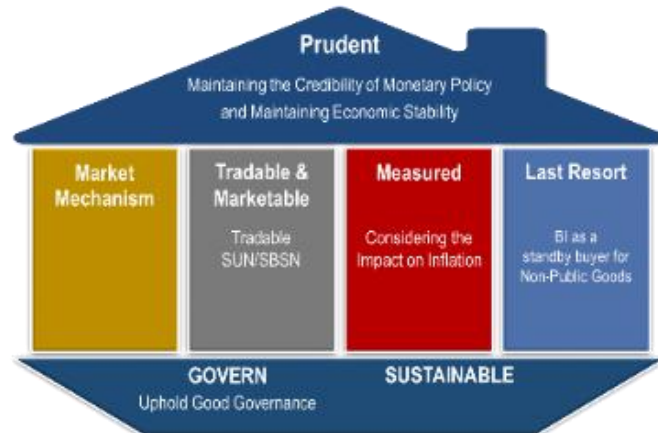 Prudent
Maintaining the Credibility of Monetary Policy
and Maintaining Economic Stability
Market
Mechanism
Tradable &
Marketable
Tradable
SUN/SBSN
Measured
Considering the
Impact on Inflation
Last Resort
BI as a
standby buyer for
Non-Public Goods
GOVERN
Uphold Good Governance
SUSTAINABLE